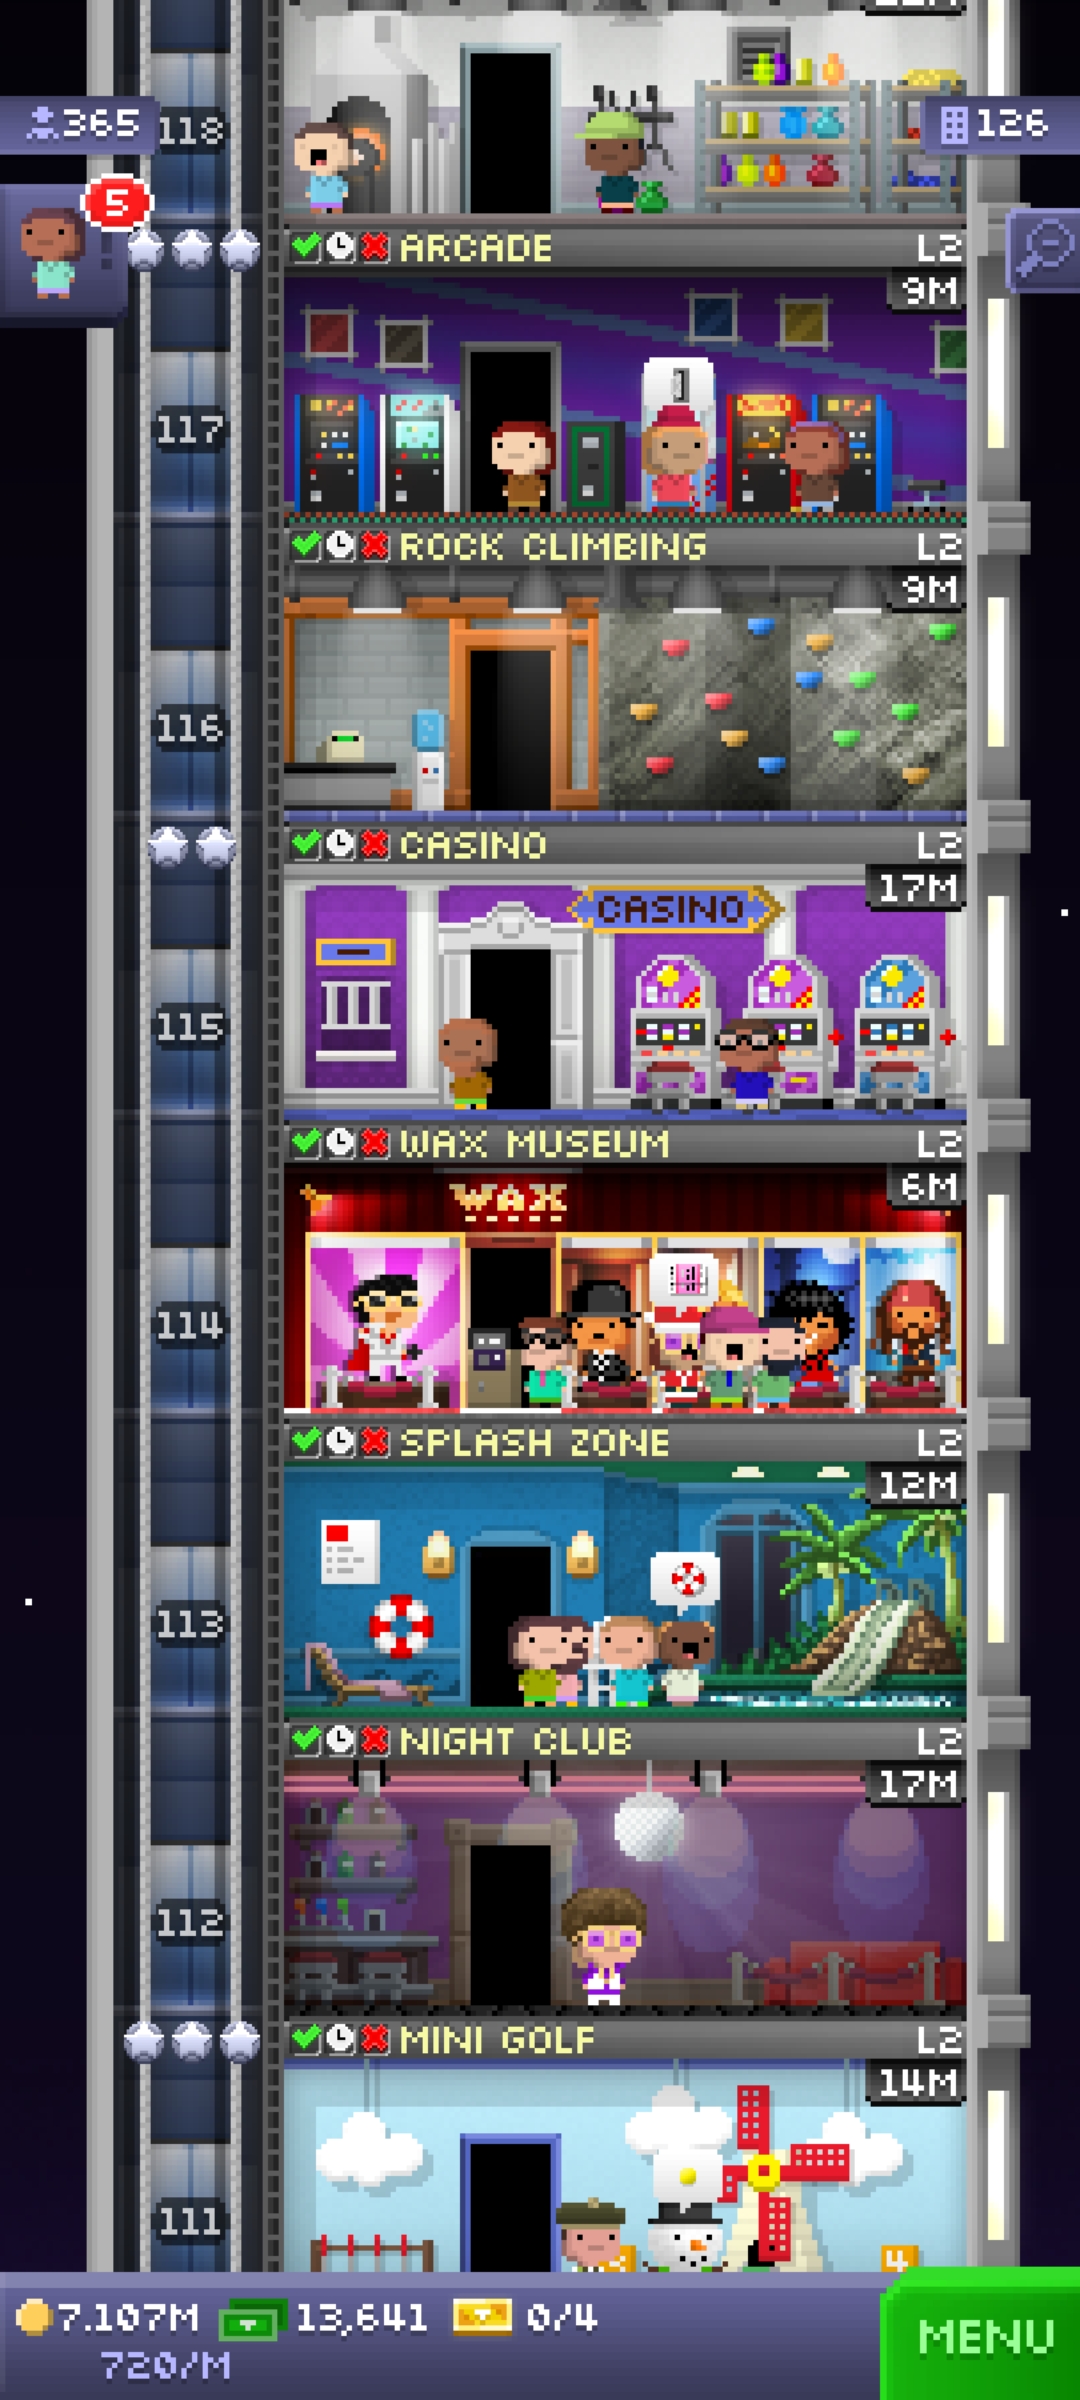 365
118
126
5
ARCADE L2
9M
117
ROCK CLIMBING L2
9M
116
CASINO L2
17M
CASINO
115
WAX MUSEUM L2
6M
WAX
114
SPLASH ZONE L2
12M
113
NIGHT CLUB L2
17M
112
MINI GOLF L2
14M
111
4
7.107M 13,641 0/4
720/M
MENU